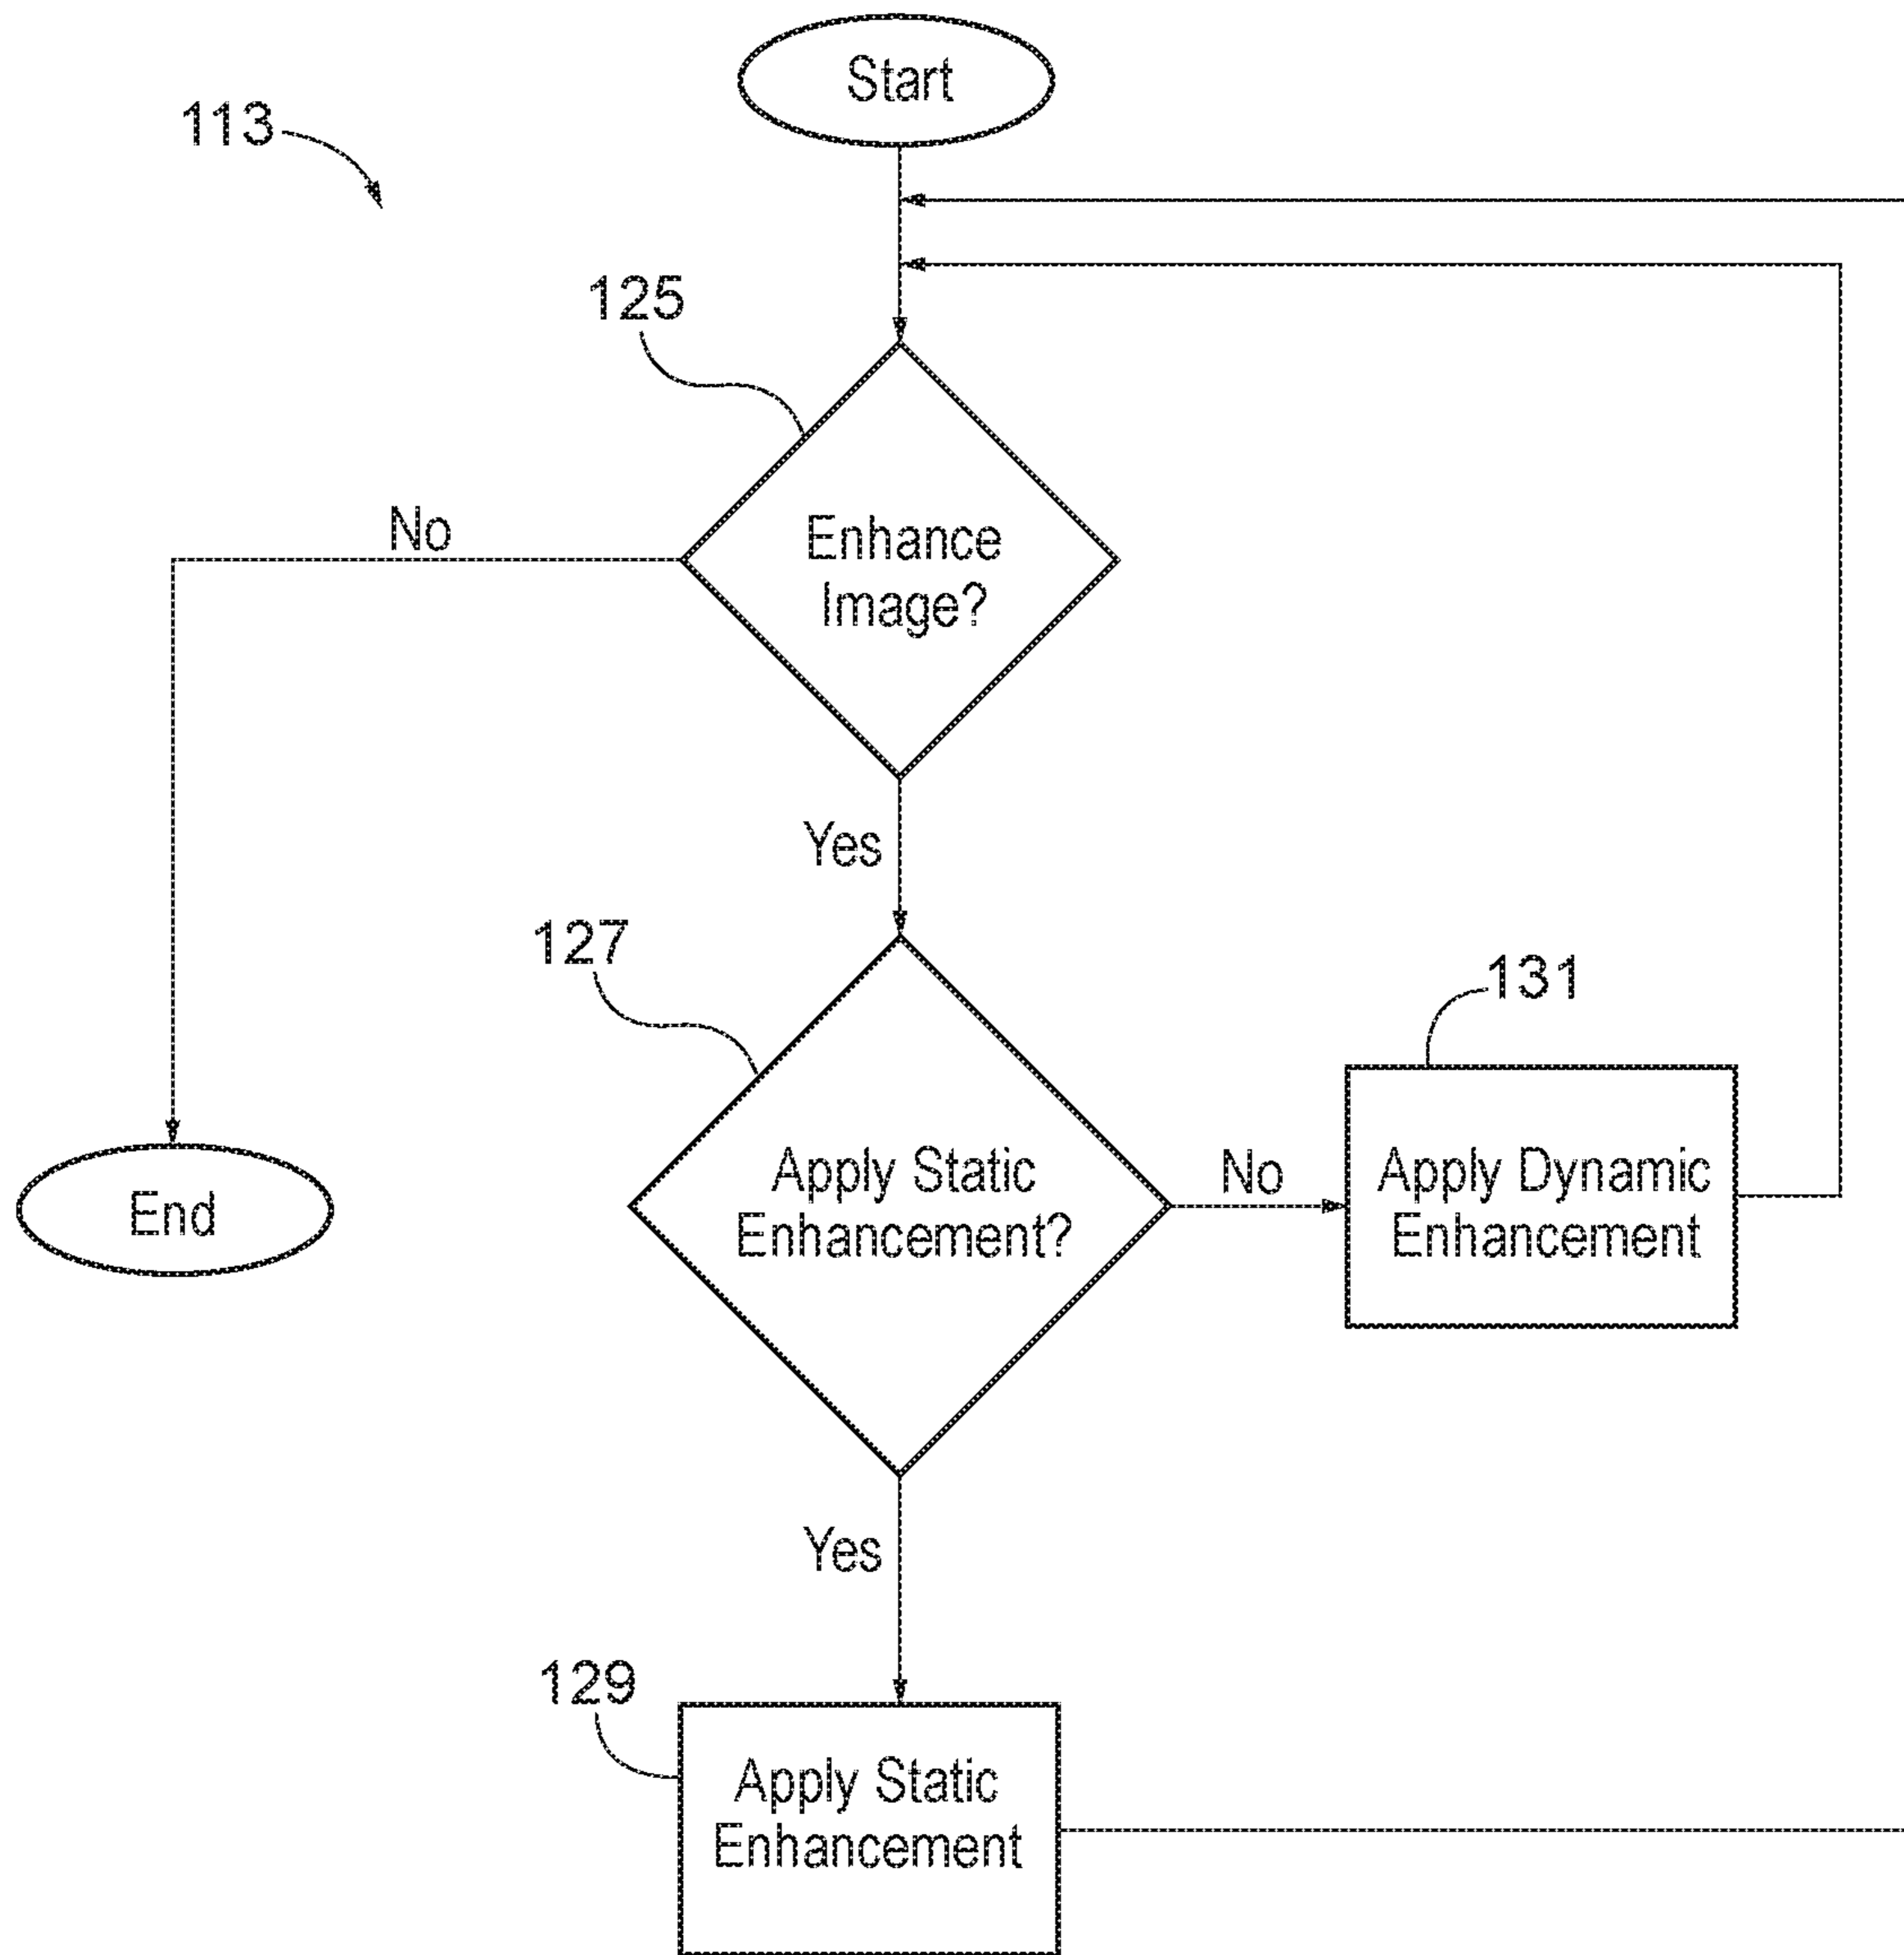 Start
113
125
No
Enhance
Image?
Yes
127
131
Apply Static
Enhancement?
No
Apply Dynamic
Enhancement
End
Yes
129
Apply Static
Enhancement